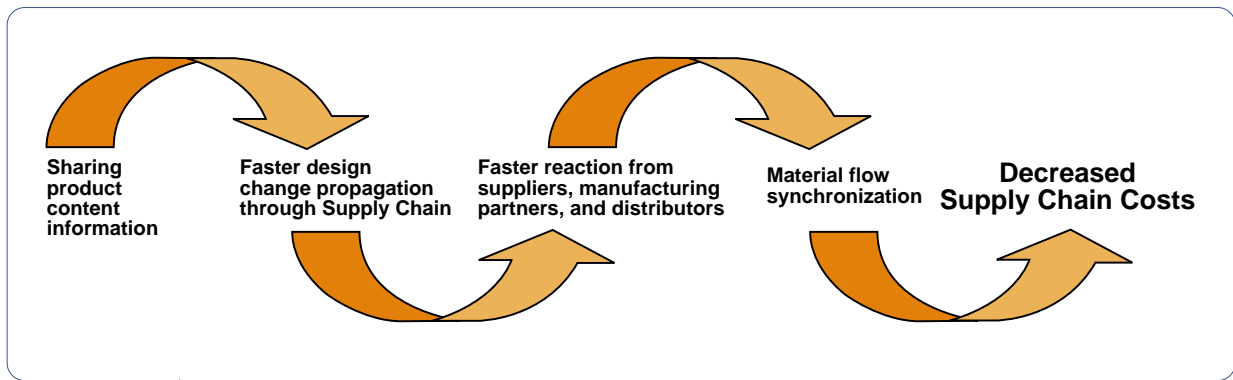 Sharing
product
content
information
Faster design
change propagation
through Supply Chain
Faster reaction from
suppliers, manufacturing
partners, and distributors
Material flow
synchronization
Decreased
Supply Chain Costs